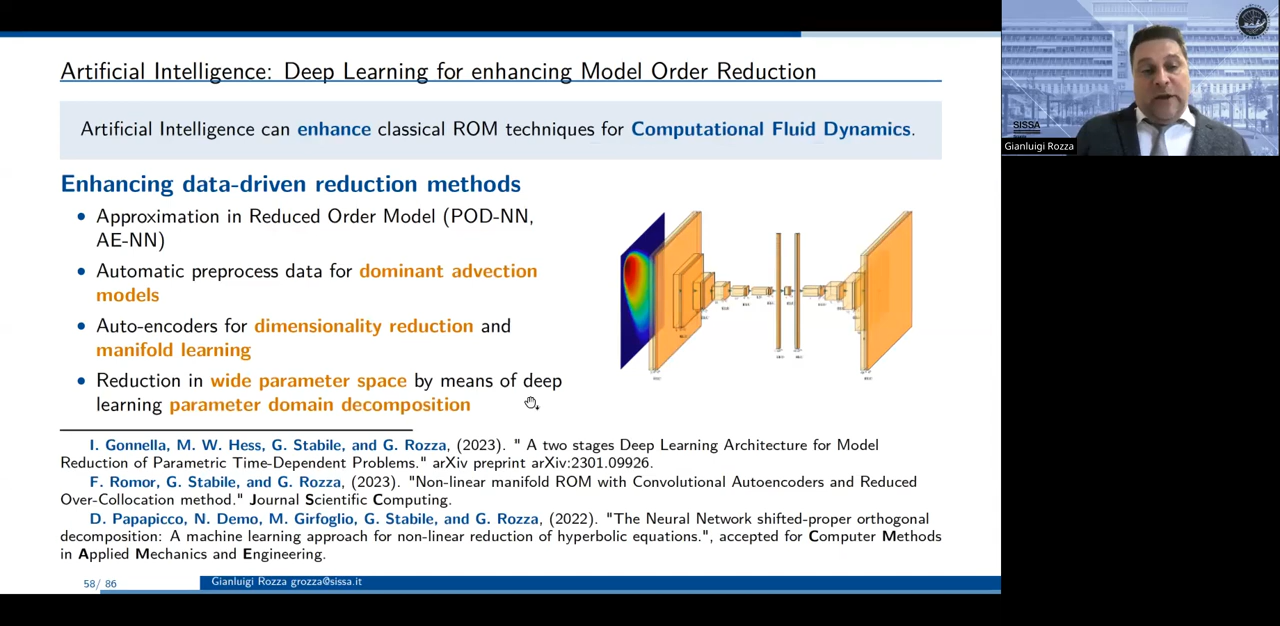 Artificial Intelligence: Deep Learning for enhancing Model Order Reduction
Artificial Intelligence can enhance classical ROM techniques for Computational Fluid Dynamics.
Enhancing data-driven reduction methods
• Approximation in Reduced Order Model (POD-NN,
AE-NN)
• Automatic preprocess data for dominant advection
models
• Auto-encoders for dimensionality reduction and
manifold learning
• Reduction in wide parameter space by means of deep
learning parameter domain decomposition
I. Gonnella, M. W. Hess, G. Stabile, and G. Rozza, (2023). " A two stages Deep Learning Architecture for Model
Reduction of Parametric Time-Dependent Problems." arXiv preprint arXiv:2301.09926.
F. Romor, G. Stabile, and G. Rozza, (2023). "Non-linear manifold ROM with Convolutional Autoencoders and Reduced
Over-Collocation method." Journal Scientific Computing.
D. Papapicco, N. Demo, M. Girfoglio, G. Stabile, and G. Rozza, (2022). "The Neural Network shifted-proper orthogonal
decomposition: A machine learning approach for non-linear reduction of hyperbolic equations.", accepted for Computer Methods
in Applied Mechanics and Engineering.
58/ 86
Gianluigi Rozza grozza@sissa.it
SISSA
Gianluigi Rozza